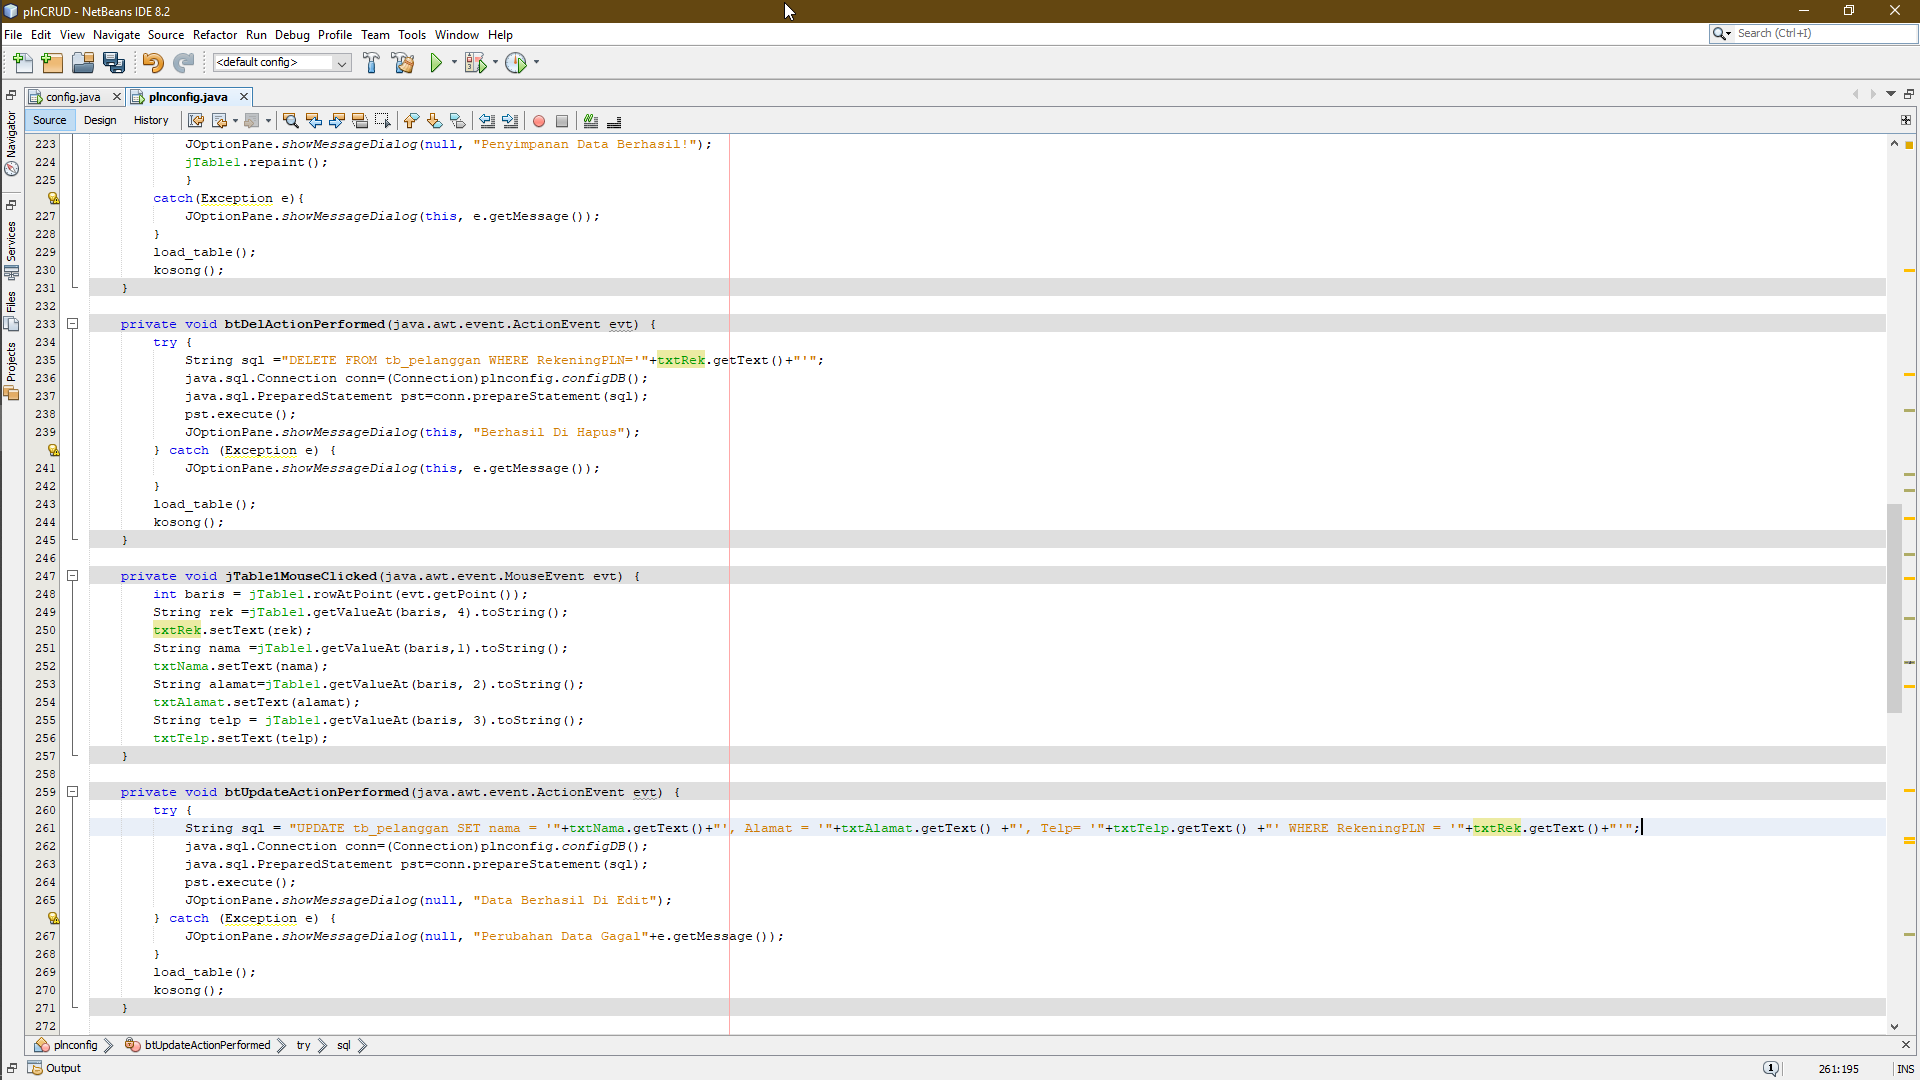 plnCRUD - NetBeans IDE 8.2
File Edit View Navigate Source Refactor Run Debug Profile Team Tools Window Help
Search (Ctrl+I)
<default config>
config.java plnconfig.java
Source Design History
Navigator
Services
Files
Projects
223 JOptionPane.showMessageDialog(null, "Penyimpanan Data Berhasil!");
224 jTable1.repaint();
225 }
catch(Exception e){
227 JOptionPane.showMessageDialog(this, e.getMessage());
228 }
229 load_table();
230 kosong();
231 }
232
233 private void btDelActionPerformed(java.awt.event.ActionEvent evt) {
234 try {
235 String sql ="DELETE FROM tb_pelanggan WHERE RekeningPLN='"+txtRek.getText()+"'";
236 java.sql.Connection conn=(Connection)plnconfig.configDB();
237 java.sql.PreparedStatement pst=conn.prepareStatement(sql);
238 pst.execute();
239 JOptionPane.showMessageDialog(this, "Berhasil Di Hapus");
} catch (Exception e) {
241 JOptionPane.showMessageDialog(this, e.getMessage());
242 }
243 load_table();
244 kosong();
245 }
246
247 private void jTable1MouseClicked(java.awt.event.MouseEvent evt) {
248 int baris = jTable1.rowAtPoint(evt.getPoint());
249 String rek =jTable1.getValueAt(baris, 4).toString();
250 txtRek.setText(rek);
251 String nama =jTable1.getValueAt(baris,1).toString();
252 txtNama.setText(nama);
253 String alamat=jTable1.getValueAt(baris, 2).toString();
254 txtAlamat.setText(alamat);
255 String telp = jTable1.getValueAt(baris, 3).toString();
256 txtTelp.setText(telp);
257 }
258
259 private void btUpdateActionPerformed(java.awt.event.ActionEvent evt) {
260 try {
261 String sql = "UPDATE tb_pelanggan SET nama = '"+txtNama.getText()+"', Alamat = '"+txtAlamat.getText() +"', Telp= '"+txtTelp.getText() +"' WHERE RekeningPLN = '"+txtRek.getText()+"'";
262 java.sql.Connection conn=(Connection)plnconfig.configDB();
263 java.sql.PreparedStatement pst=conn.prepareStatement(sql);
264 pst.execute();
265 JOptionPane.showMessageDialog(null, "Data Berhasil Di Edit");
} catch (Exception e) {
267 JOptionPane.showMessageDialog(null, "Perubahan Data Gagal"+e.getMessage());
268 }
269 load_table();
270 kosong();
271 }
272
plnconfig btUpdateActionPerformed try sql
Output 1 261:195 INS